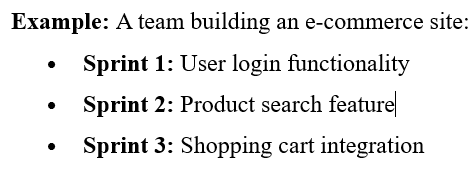 Example: A team building an e-commerce site:
• Sprint 1: User login functionality
• Sprint 2: Product search feature
• Sprint 3: Shopping cart integration